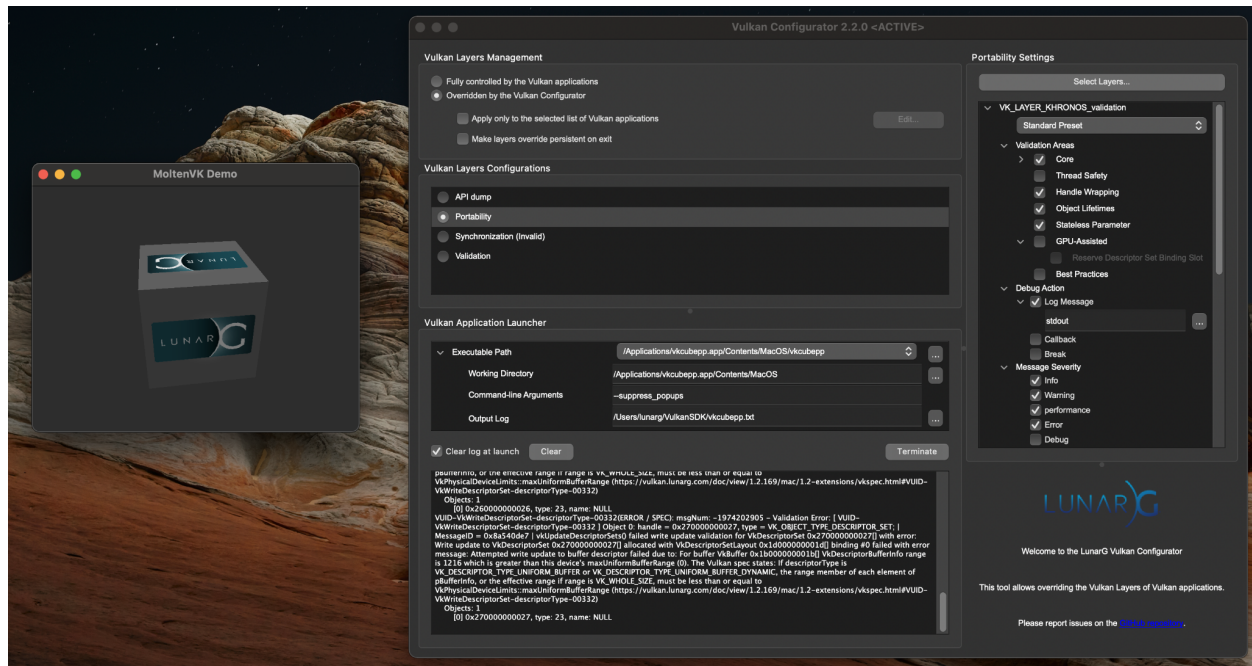 MoltenVK Demo
LUNARG
LUNARG
Vulkan Configurator 2.2.0 <ACTIVE>
Vulkan Layers Management
Fully controlled by the Vulkan applications
Overridden by the Vulkan Configurator
Apply only to the selected list of Vulkan applications
Edit...
Make layers override persistent on exit
Vulkan Layers Configurations
API dump
Portability
Synchronization (Invalid)
Validation
Vulkan Application Launcher
Executable Path
/Applications/vkcubepp.app/Contents/MacOS/vkcubepp
...
Working Directory
/Applications/vkcubepp.app/Contents/MacOS
...
Command-line Arguments
--suppress_popups
Output Log
/Users/lunarg/VulkanSDK/vkcubepp.txt
...
Clear log at launch
Clear
Terminate
pBufferInfo, or the effective range if range is VK_WHOLE_SIZE, must be less than or equal to
VkPhysicalDeviceLimits::maxUniformBufferRange (https://vulkan.lunarg.com/doc/view/1.2.169/mac/1.2-extensions/vkspec.html#VUID-
VkWriteDescriptorSet-descriptorType-00332)
Objects: 1
[0] 0x260000000026, type: 23, name: NULL
VUID-VkWriteDescriptorSet-descriptorType-00332(ERROR / SPEC): msgNum: -1974202905 - Validation Error: [ VUID-
VkWriteDescriptorSet-descriptorType-00332 ] Object 0: handle = 0x270000000027, type = VK_OBJECT_TYPE_DESCRIPTOR_SET; |
MessageID = 0x8a540de7 | vkUpdateDescriptorSets() failed write update validation for VkDescriptorSet 0x270000000027[] with error:
Write update to VkDescriptorSet 0x270000000027[] allocated with VkDescriptorSetLayout 0x1d000000001d[] binding #0 failed with error
message: Attempted write update to buffer descriptor failed due to: For buffer VkBuffer 0x1b000000001b[] VkDescriptorBufferInfo range
is 1216 which is greater than this device's maxUniformBufferRange (0). The Vulkan spec states: If descriptorType is
VK_DESCRIPTOR_TYPE_UNIFORM_BUFFER or VK_DESCRIPTOR_TYPE_UNIFORM_BUFFER_DYNAMIC, the range member of each element of
pBufferInfo, or the effective range if range is VK_WHOLE_SIZE, must be less than or equal to
VkPhysicalDeviceLimits::maxUniformBufferRange (https://vulkan.lunarg.com/doc/view/1.2.169/mac/1.2-extensions/vkspec.html#VUID-
VkWriteDescriptorSet-descriptorType-00332)
Objects: 1
[0] 0x270000000027, type: 23, name: NULL
Portability Settings
Select Layers...
VK_LAYER_KHRONOS_validation
Standard Preset
Validation Areas
Core
Thread Safety
Handle Wrapping
Object Lifetimes
Stateless Parameter
GPU-Assisted
Reserve Descriptor Set Binding Slot
Best Practices
Debug Action
Log Message
stdout
...
Callback
Break
Message Severity
Info
Warning
performance
Error
Debug
LUNARG
Welcome to the LunarG Vulkan Configurator
This tool allows overriding the Vulkan Layers of Vulkan applications.
Please report issues on the GitHub repository.